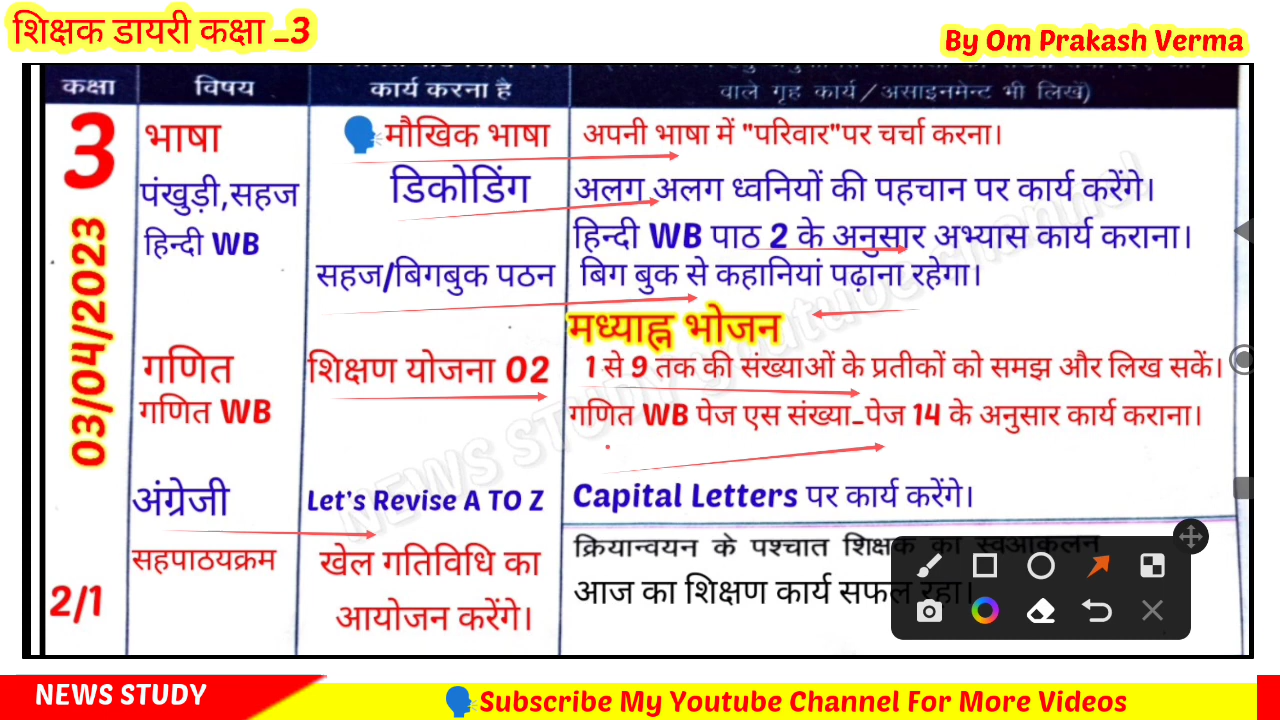 शिक्षक डायरी कक्षा -3
By Om Prakash Verma
कक्षा विषय कार्य करना है वाले गृह कार्य/असाइनमेन्ट भी लिखें)
3 भाषा मौखिक भाषा अपनी भाषा में "परिवार"पर चर्चा करना।
पंखुड़ी,सहज डिकोडिंग अलग अलग ध्वनियों की पहचान पर कार्य करेंगे।
हिन्दी WB हिन्दी WB पाठ 2 के अनुसार अभ्यास कार्य कराना।
सहज/बिगबुक पठन बिग बुक से कहानियां पढ़ाना रहेगा।
03/04/2023
मध्याह्न भोजन
गणित शिक्षण योजना 02 1 से 9 तक की संख्याओं के प्रतीकों को समझ और लिख सकें।
गणित WB गणित WB पेज एस संख्या-पेज 14 के अनुसार कार्य कराना।
अंग्रेजी Let's Revise A TO Z Capital Letters पर कार्य करेंगे।
सहपाठयक्रम खेल गतिविधि का क्रियान्वयन के पश्चात शिक्षक का स्वआकलन
2/1 आयोजन करेंगे। आज का शिक्षण कार्य सफल रहा।
NEWS STUDY youtube channel
NEWS STUDY
Subscribe My Youtube Channel For More Videos